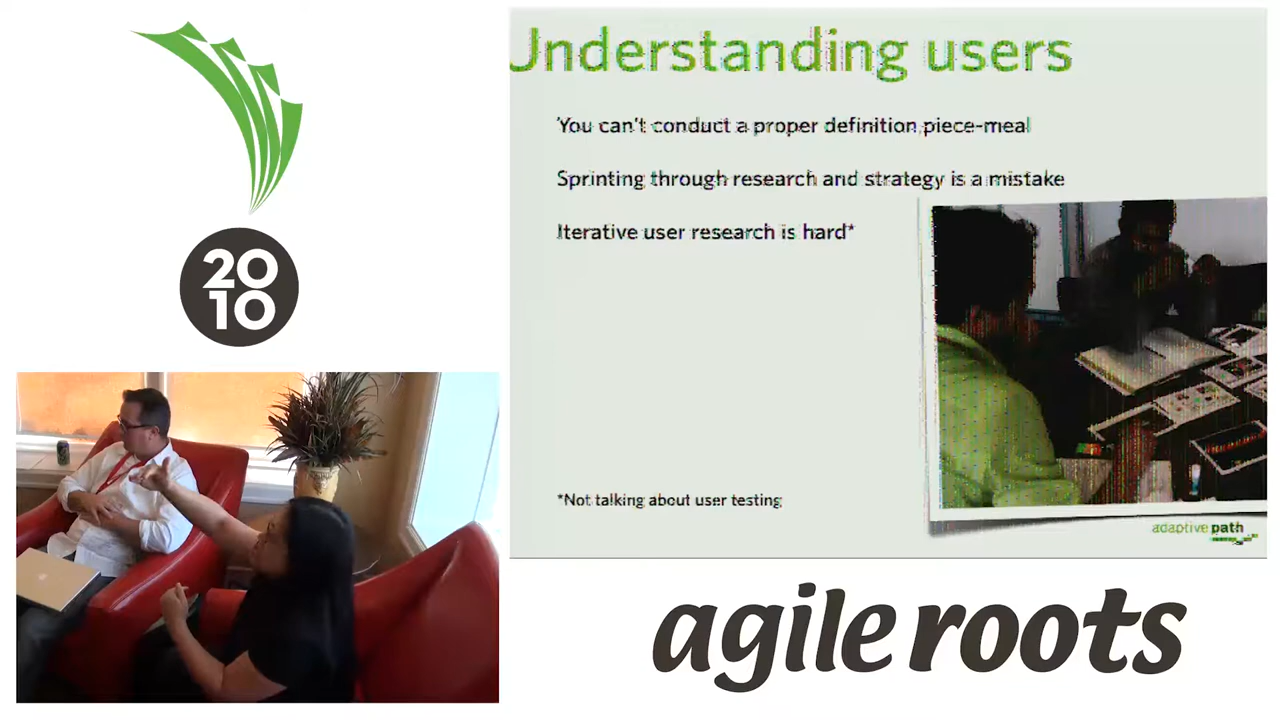 Understanding users
You can't conduct a proper definition piece-meal
Sprinting through research and strategy is a mistake
Iterative user research is hard*
*Not talking about user testing
adaptive path
20
10
agile roots